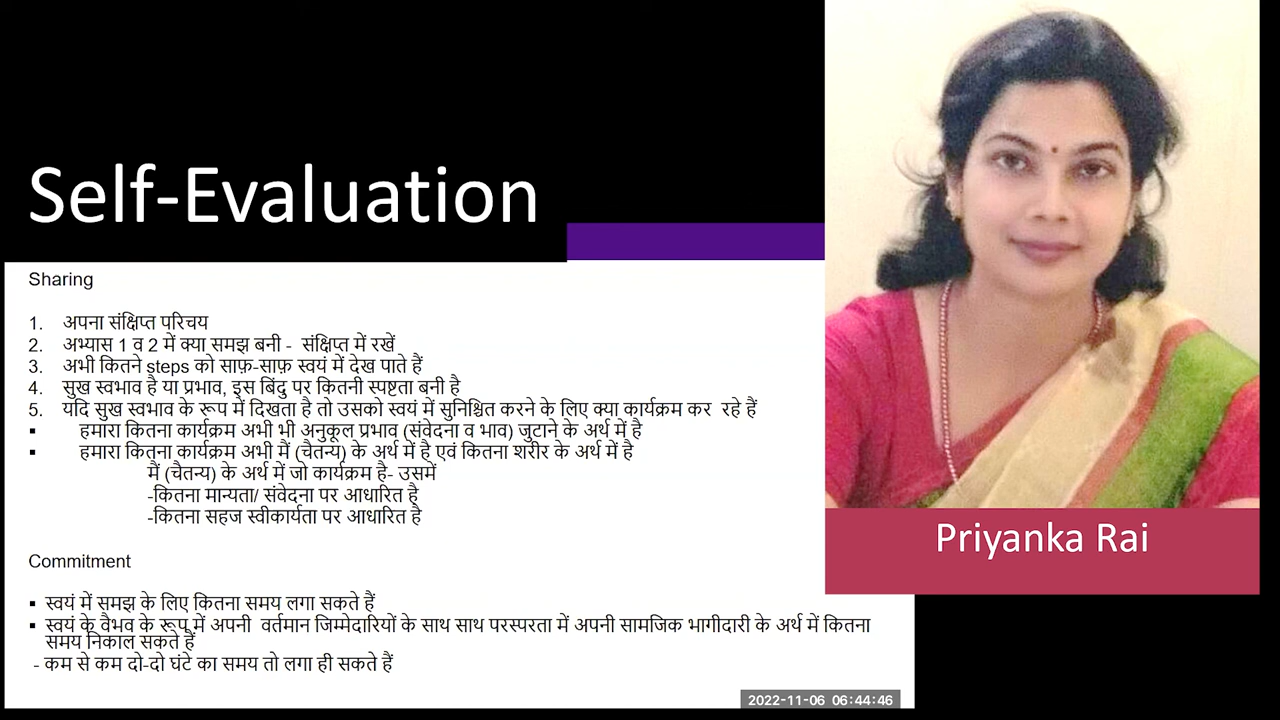 Self-Evaluation
Sharing
1. अपना संक्षिप्त परिचय
2. अभ्यास 1 व 2 में क्या समझ बनी - संक्षिप्त में रखें
3. अभी कितने steps को साफ़-साफ़ स्वयं में देख पाते हैं
4. सुख स्वभाव है या प्रभाव, इस बिंदु पर कितनी स्पष्टता बनी है
5. यदि सुख स्वभाव के रूप में दिखता है तो उसको स्वयं में सुनिश्चित करने के लिए क्या कार्यक्रम कर रहे हैं
▪ हमारा कितना कार्यक्रम अभी भी अनुकूल प्रभाव (संवेदना व भाव) जुटाने के अर्थ में है
▪ हमारा कितना कार्यक्रम अभी मैं (चैतन्य) के अर्थ में है एवं कितना शरीर के अर्थ में है
मैं (चैतन्य) के अर्थ में जो कार्यक्रम है- उसमें
-कितना मान्यता/ संवेदना पर आधारित है
-कितना सहज स्वीकार्यता पर आधारित है
Commitment
▪ स्वयं में समझ के लिए कितना समय लगा सकते हैं
▪ स्वयं के वैभव के रूप में अपनी वर्तमान जिम्मेदारियों के साथ साथ परस्परता में अपनी सामजिक भागीदारी के अर्थ में कितना
समय निकाल सकते हैं
- कम से कम दो-दो घंटे का समय तो लगा ही सकते हैं
Priyanka Rai
2022-11-06 06:44:46